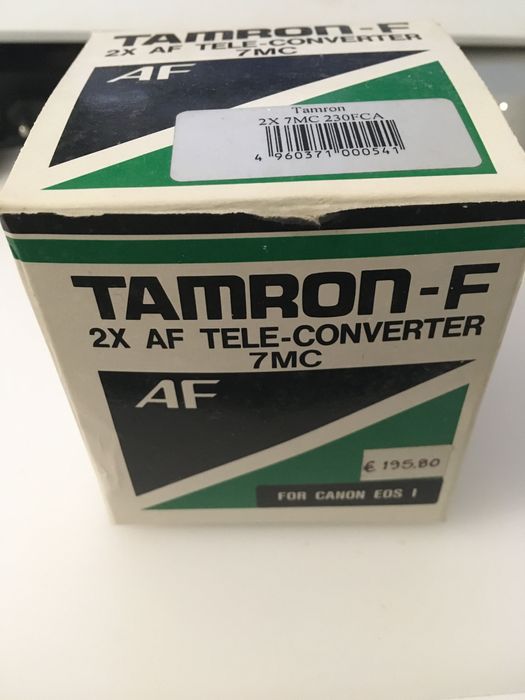 TAMRON-F
2X AF TELE-CONVERTER
7MC
AF
Tamron
2X 7MC 230FCA
4 960371 000541
TAMRON-F
2X AF TELE-CONVERTER
7MC
AF
€ 195.80
FOR CANON EOS I